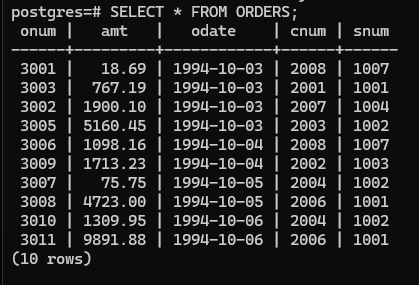 postgres=# SELECT * FROM ORDERS;
 onum |   amt   |   odate    | cnum | snum
------+---------+------------+------+------
 3001 |   18.69 | 1994-10-03 | 2008 | 1007
 3003 |  767.19 | 1994-10-03 | 2001 | 1001
 3002 | 1900.10 | 1994-10-03 | 2007 | 1004
 3005 | 5160.45 | 1994-10-03 | 2003 | 1002
 3006 | 1098.16 | 1994-10-04 | 2008 | 1007
 3009 | 1713.23 | 1994-10-04 | 2002 | 1003
 3007 |   75.75 | 1994-10-05 | 2004 | 1002
 3008 | 4723.00 | 1994-10-05 | 2006 | 1001
 3010 | 1309.95 | 1994-10-06 | 2004 | 1002
 3011 | 9891.88 | 1994-10-06 | 2006 | 1001
(10 rows)